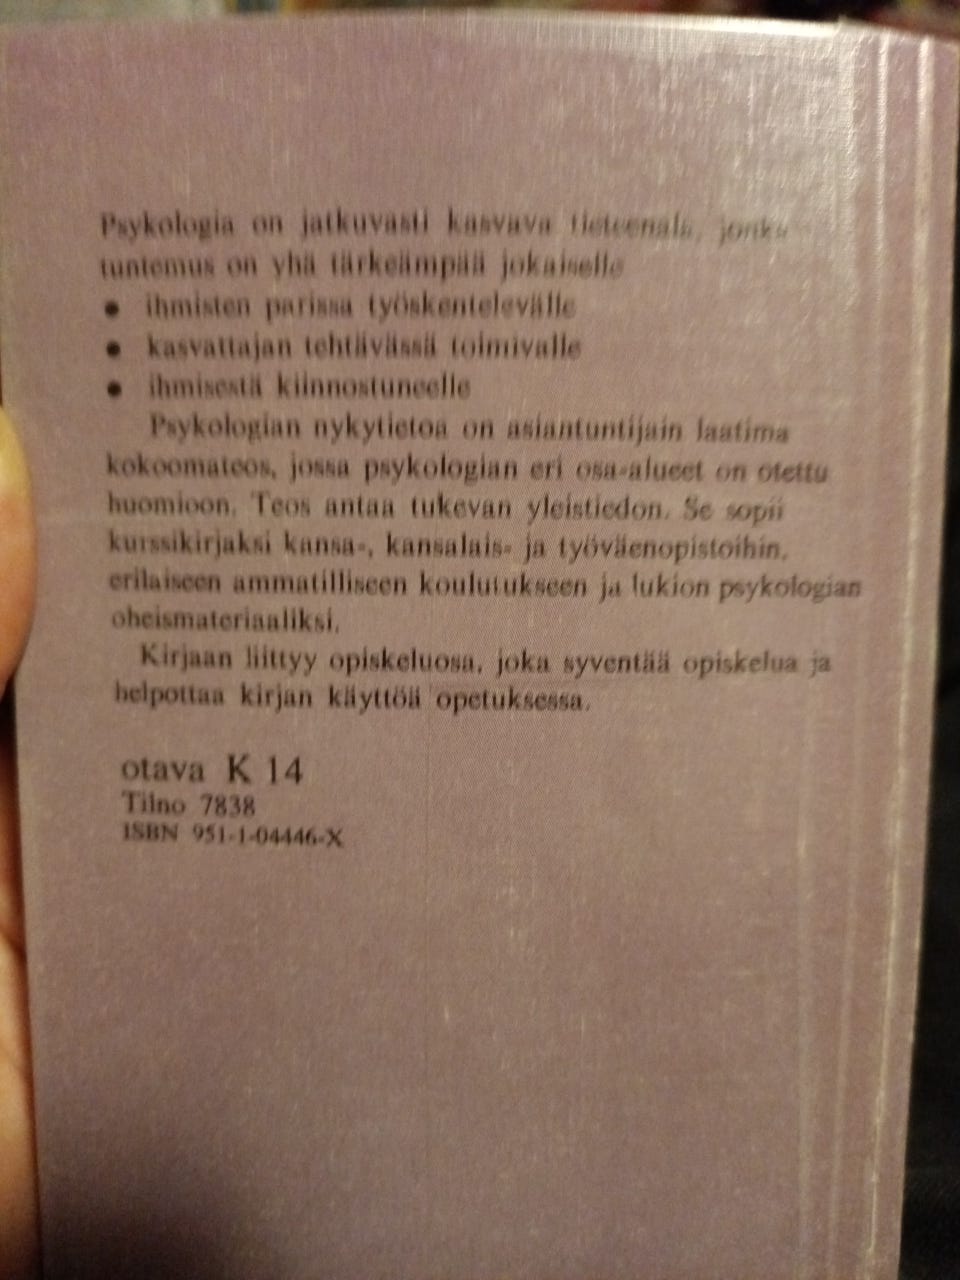 Psykologia on jatkuvasti kasvava tieteenala, jonka
tuntemus on yhä tärkeämpää jokaiselle
● ihmisten parissa työskentelevälle
● kasvattajan tehtävässä toimivalle
● ihmisestä kiinnostuneelle
Psykologian nykytietoa on asiantuntijain laatima
kokoomateos, jossa psykologian eri osa-alueet on otettu
huomioon. Teos antaa tukevan yleistiedon. Se sopii
kurssikirjaksi kansa-, kansalais- ja työväenopistoihin,
erilaiseen ammatilliseen koulutukseen ja lukion psykologian
oheismateriaaliksi.
Kirjaan liittyy opiskeluosa, joka syventää opiskelua ja
helpottaa kirjan käyttöä opetuksessa.
otava K 14
Tilno 7838
ISBN 951-1-04446-X